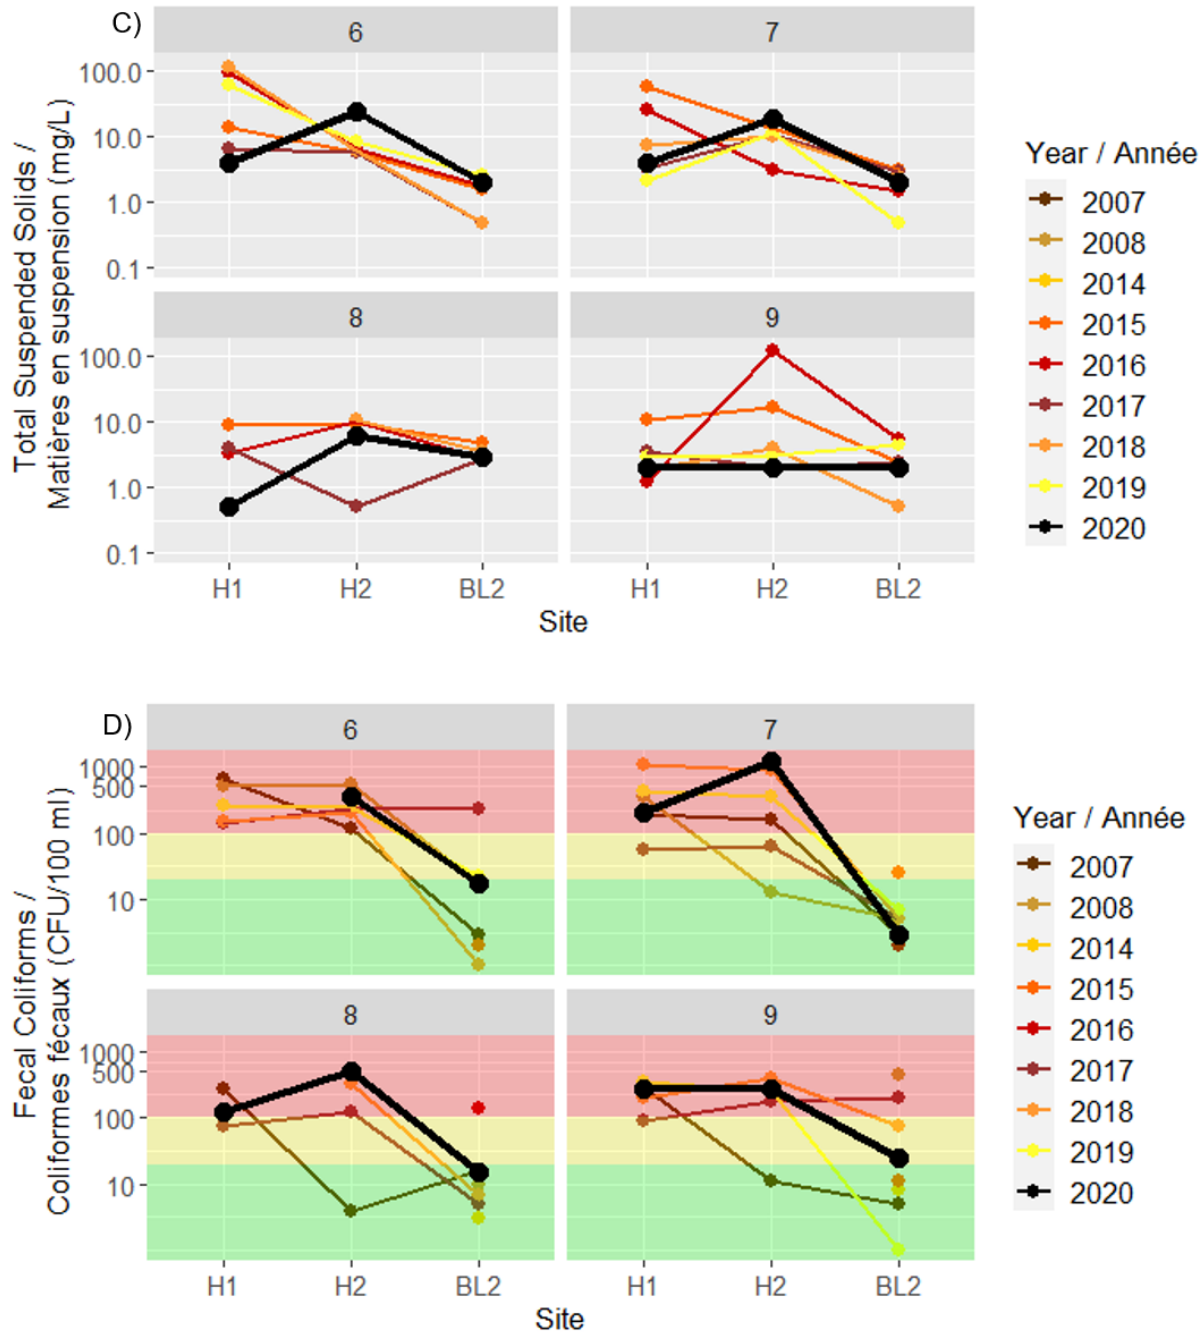 C)
6
7
100.0
10.0
1.0
0.1
8
9
100.0
10.0
1.0
0.1
H1
H2
BL2
H1
H2
BL2
Site
Total Suspended Solids /
Matières en suspension (mg/L)
Year / Année
2007
2008
2014
2015
2016
2017
2018
2019
2020
D)
6
7
1000
500
100
10
8
9
1000
500
100
10
H1
H2
BL2
H1
H2
BL2
Site
Fecal Coliforms /
Coliformes fécaux (CFU/100 ml)
Year / Année
2007
2008
2014
2015
2016
2017
2018
2019
2020